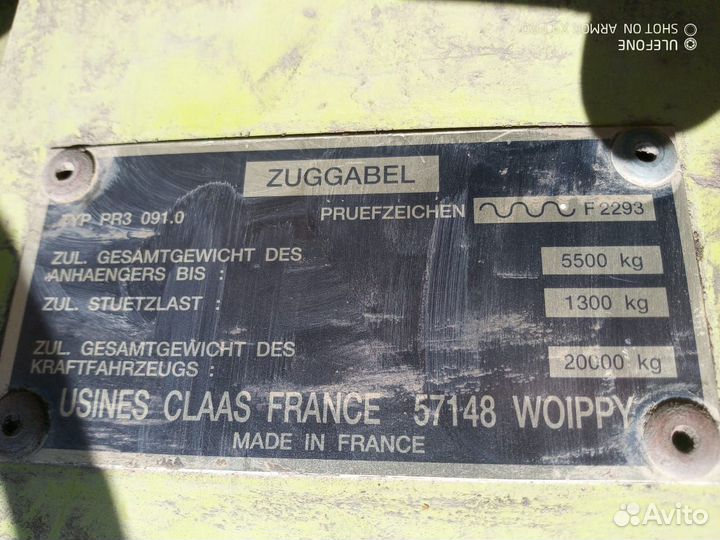 ULEFONE
SHOT ON ARMOR
ZUGGABEL
TYP PR3 091.0
PRUEFZEICHEN F 2293
ZUL. GESAMTGEWICHT DES
ANHAENGERS BIS : 5500 kg
ZUL. STUETZLAST : 1300 kg
ZUL. GESAMTGEWICHT DES
KRAFTFAHRZEUGS : 20000 kg
USINES CLAAS FRANCE 57148 WOIPPY
MADE IN FRANCE
Avito